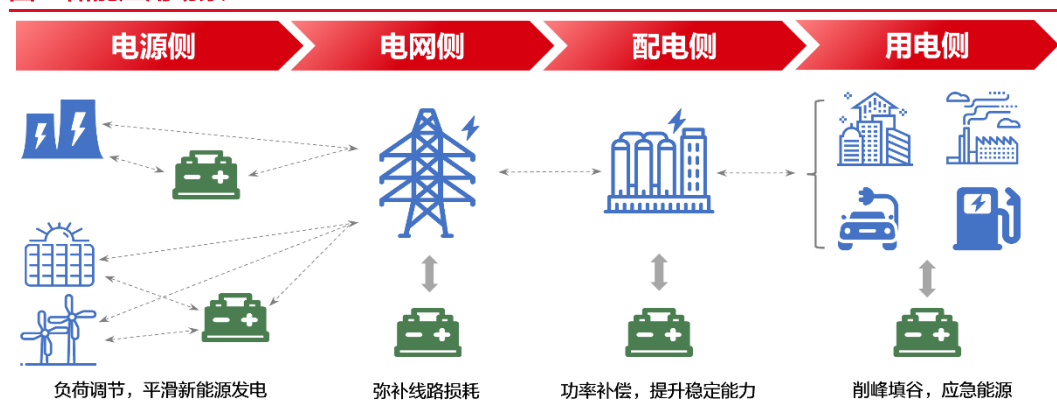 电源侧
电网侧
配电侧
用电侧
负荷调节，平滑新能源发电
弥补线路损耗
功率补偿，提升稳定能力
削峰填谷，应急能源